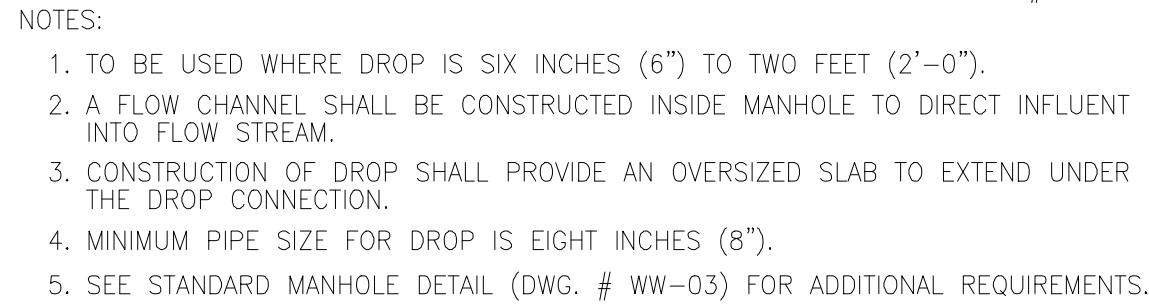 NOTES:
1. TO BE USED WHERE DROP IS SIX INCHES (6") TO TWO FEET (2'-0").
2. A FLOW CHANNEL SHALL BE CONSTRUCTED INSIDE MANHOLE TO DIRECT INFLUENT
INTO FLOW STREAM.
3. CONSTRUCTION OF DROP SHALL PROVIDE AN OVERSIZED SLAB TO EXTEND UNDER
THE DROP CONNECTION.
4. MINIMUM PIPE SIZE FOR DROP IS EIGHT INCHES (8").
5. SEE STANDARD MANHOLE DETAIL (DWG. # WW-03) FOR ADDITIONAL REQUIREMENTS.